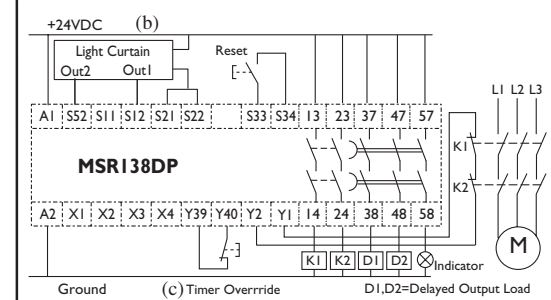 +24VDC (b)
Light Curtain
Out2 Out1
Reset
A1 S52 S11 S12 S21 S22 S33 S34 13 23 37 47 57
L1 L2 L3
K1
MSR138DP
K2
A2 X1 X2 X3 X4 Y39 Y40 Y2 Y1 14 24 38 48 58
M
K1 K2 D1 D2 Indicator
Ground (c) Timer Overrride D1,D2=Delayed Output Load